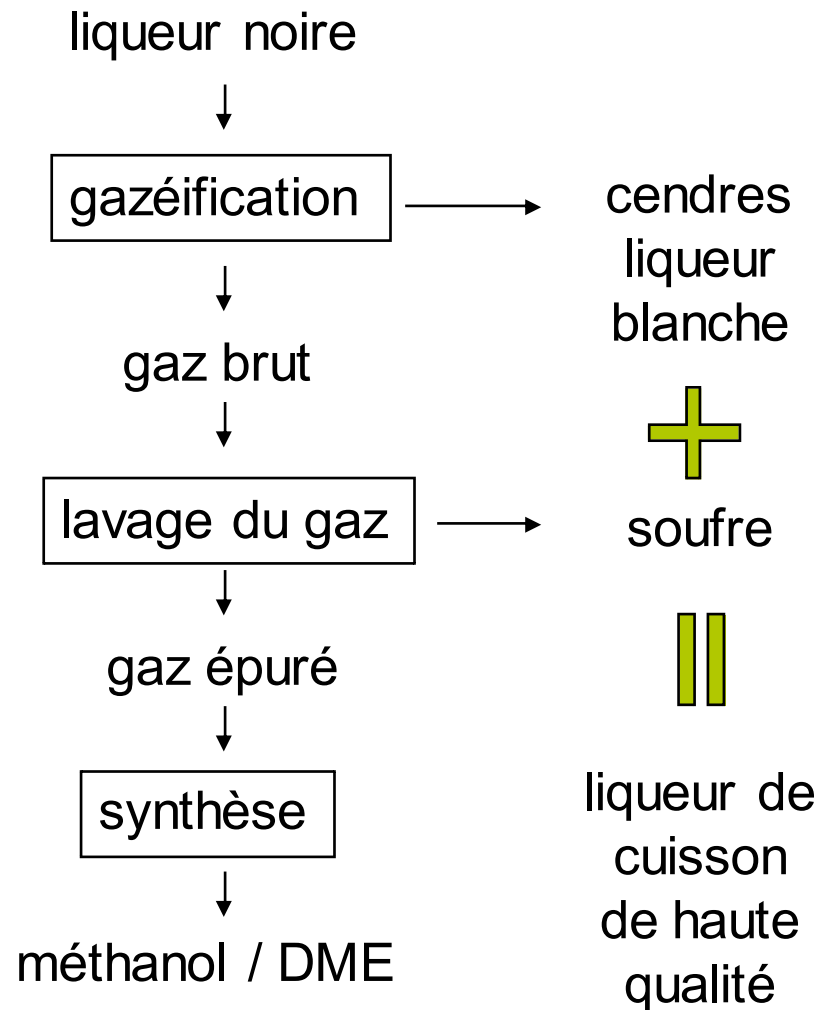 liqueur noire
gazéification
gaz brut
lavage du gaz
gaz épuré
synthèse
méthanol / DME
cendres
liqueur
blanche
soufre
liqueur de
cuisson
de haute
qualité